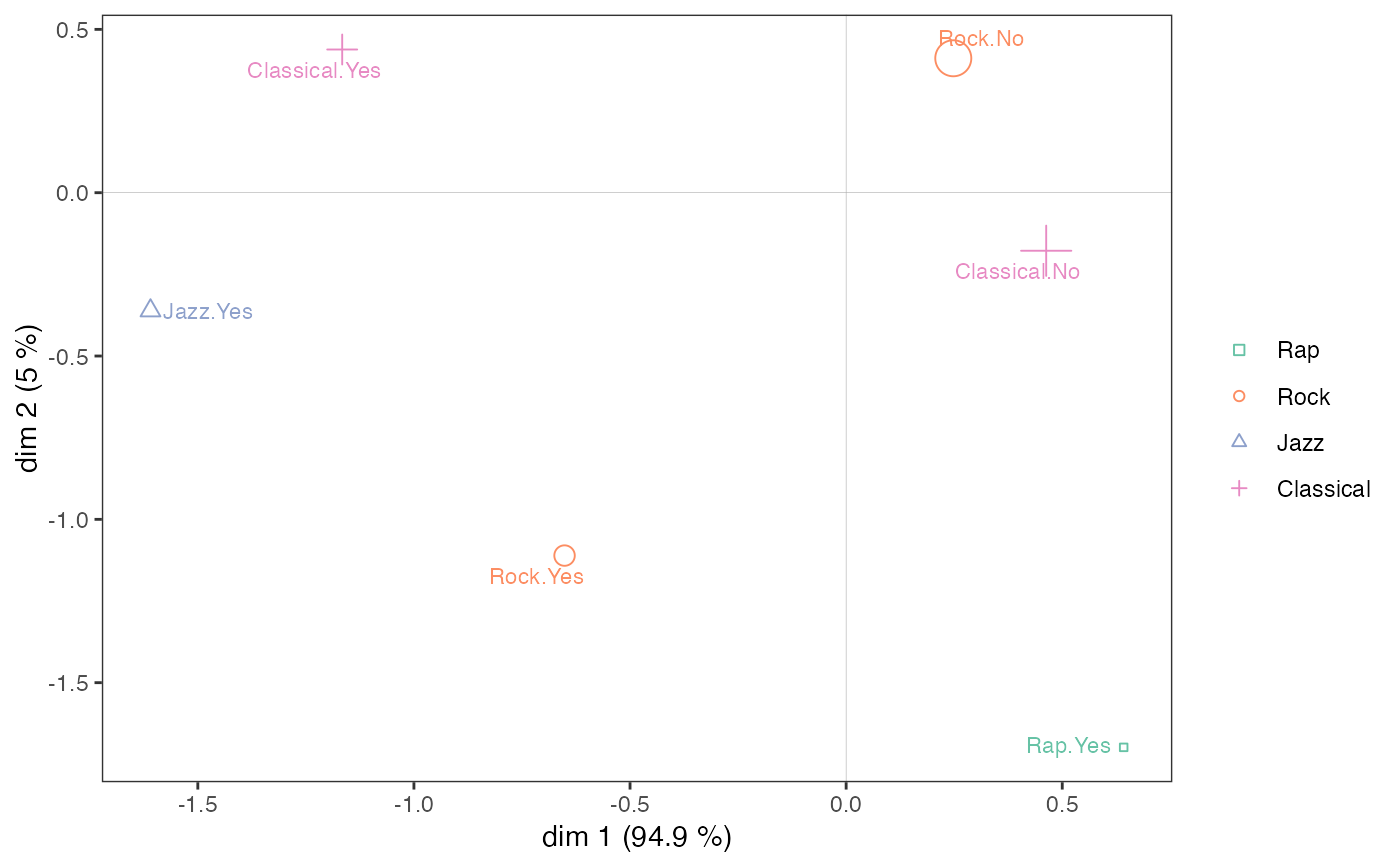 0.5
0.0
-0.5
-1.0
-1.5
dim 2 (5 %)
Rock.No
Classical.Yes
Classical.No
Jazz.Yes
Rock.Yes
Rap.Yes
-1.5
-1.0
-0.5
0.0
0.5
dim 1 (94.9 %)
Rap
Rock
Jazz
Classical